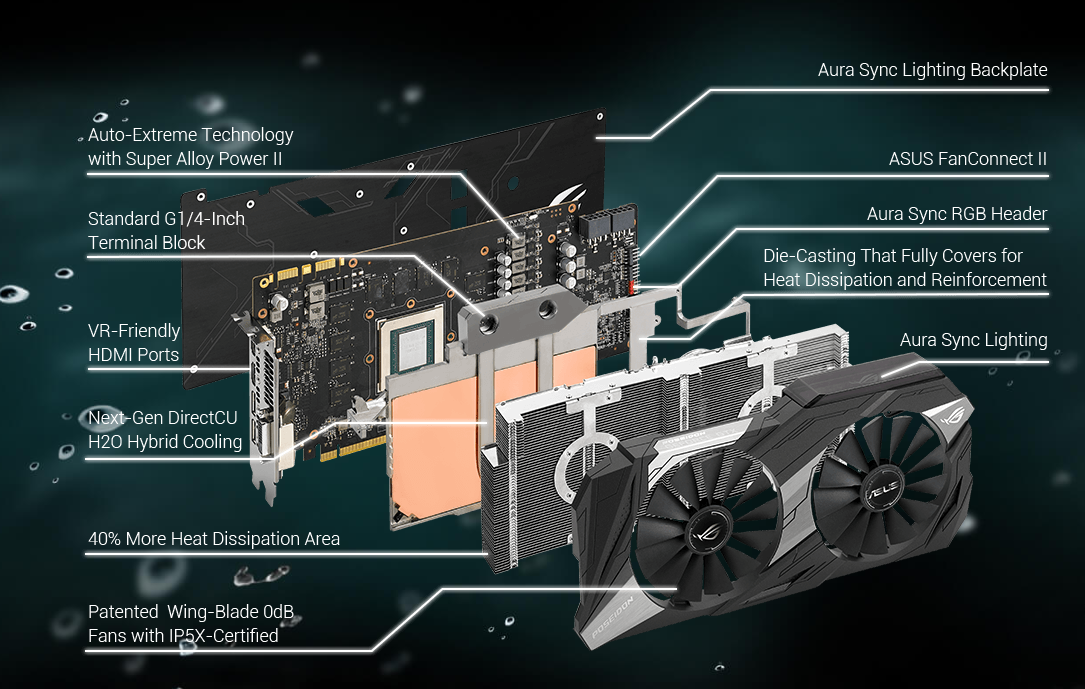 Aura Sync Lighting Backplate
Auto-Extreme Technology
with Super Alloy Power II
ASUS FanConnect II
Standard G1/4-Inch
Terminal Block
Aura Sync RGB Header
Die-Casting That Fully Covers for
Heat Dissipation and Reinforcement
VR-Friendly
HDMI Ports
Aura Sync Lighting
Next-Gen DirectCU
H2O Hybrid Cooling
POSEIDON
ASUS
40% More Heat Dissipation Area
Patented Wing-Blade 0dB
Fans with IP5X-Certified
POSEIDON